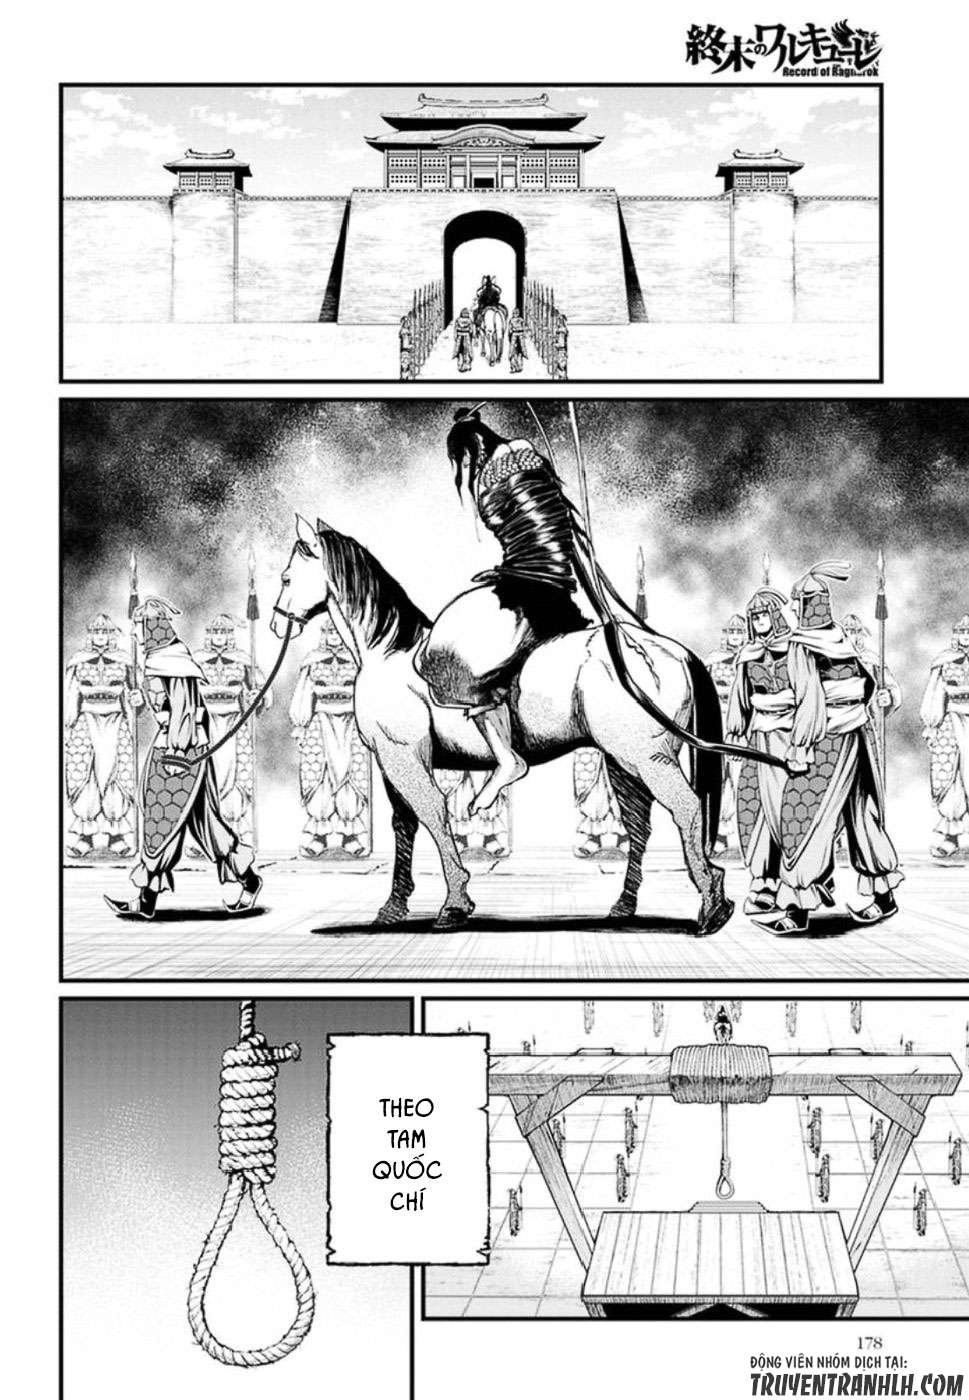 終末のワルキューレ
Record of Ragnarok
THEO
TAM
QUỐC
CHÍ
178
ĐỘNG VIÊN NHÓM DỊCH TẠI:
TRUYENTRANHLH.COM